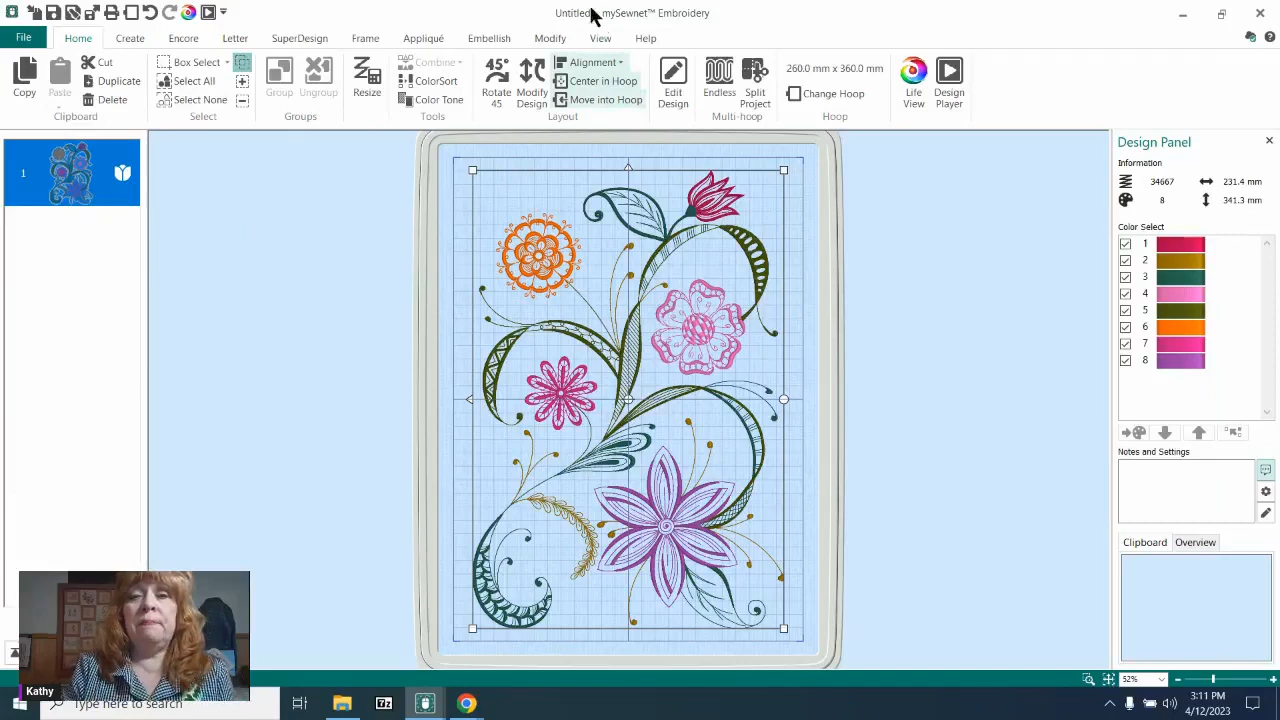 Untitled - mySewnet™ Embroidery
File Home Create Encore Letter SuperDesign Frame Appliqué Embellish Modify View Help
Copy Paste Cut Duplicate Delete Clipboard
Box Select Select All Select None Select
Group Ungroup Groups
Resize
Combine ColorSort Color Tone Tools
Rotate 45 Modify Design Alignment Center in Hoop Move into Hoop Layout
Edit Design
Endless Split Project Multi-hoop
260.0 mm x 360.0 mm Change Hoop Hoop
Life View Design Player
1
Design Panel
Information
34667 231.4 mm
8 341.3 mm
Color Select
1
2
3
4
5
6
7
8
Notes and Settings
Clipboard Overview
Kathy
52%
Type here to search
7z
3:11 PM
4/12/2023